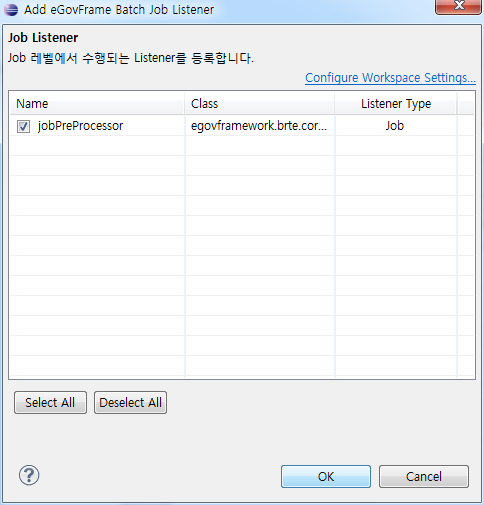 Add eGovFrame Batch Job Listener
Job Listener
Job 레벨에서 수행되는 Listener를 등록합니다.
Configure Workspace Settings...
Name Class Listener Type
jobPreProcessor egovframework.brte.cor... Job
Select All Deselect All
? OK Cancel